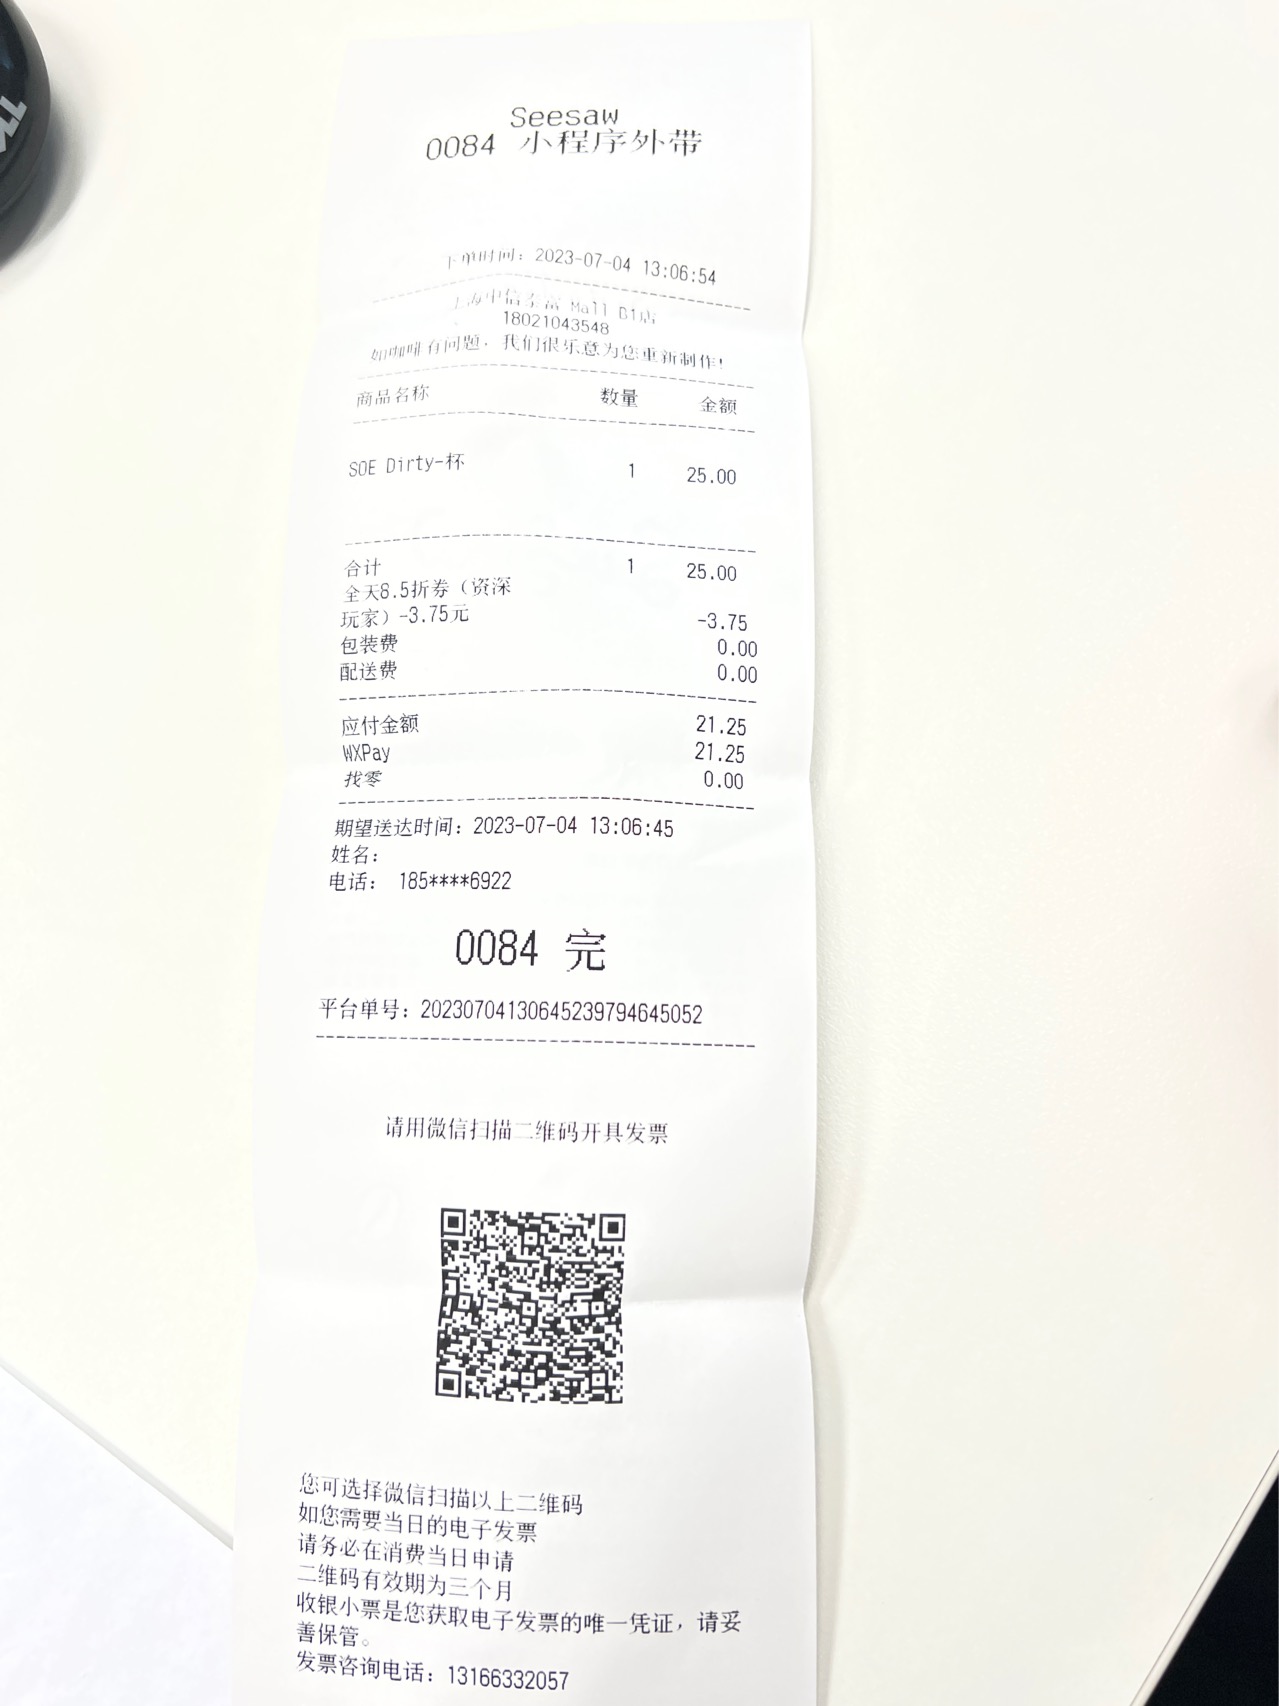 Seesaw
0084 小程序外带
下单时间：2023-07-04 13:06:54
上海中信泰富 Mall B1店
18021043548
如咖啡有问题，我们很乐意为您重新制作!
商品名称 数量 金额
SOE Dirty-杯 1 25.00
合计 1 25.00
全天8.5折券（资深
玩家）-3.75元 -3.75
包装费 0.00
配送费 0.00
应付金额 21.25
WXPay 21.25
找零 0.00
期望送达时间：2023-07-04 13:06:45
姓名：
电话： 185****6922
0084 完
平台单号：20230704130645239794645052
请用微信扫描二维码开具发票
您可选择微信扫描以上二维码
如您需要当日的电子发票
请务必在消费当日申请
二维码有效期为三个月
收银小票是您获取电子发票的唯一凭证，请妥
善保管。
发票咨询电话：13166332057